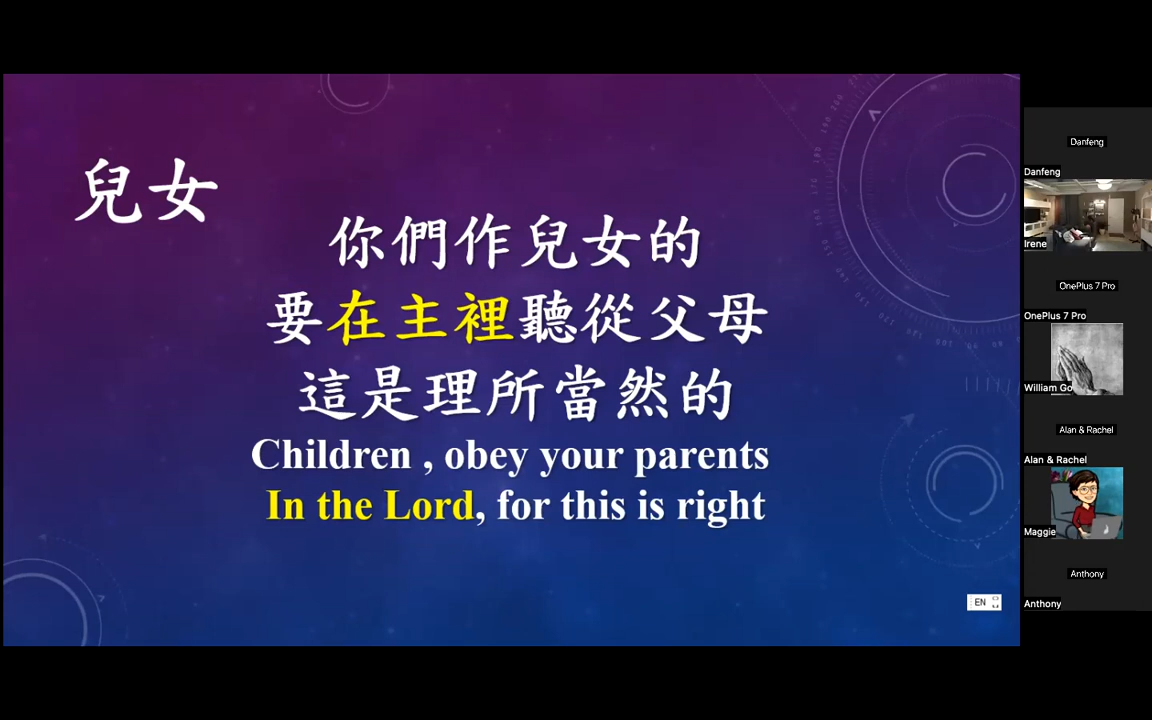 兒女
你們作兒女的
要在主裡聽從父母
這是理所當然的
Children , obey your parents
In the Lord, for this is right
EN
Danfeng
Danfeng
Irene
OnePlus 7 Pro
OnePlus 7 Pro
William Go
Alan & Rachel
Alan & Rachel
Maggie
Anthony
Anthony